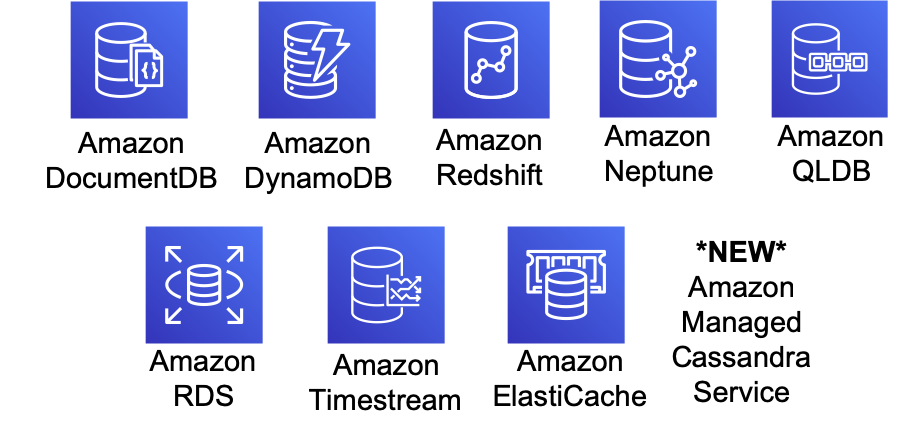 {}
Amazon
DocumentDB
Amazon
DynamoDB
Amazon
Redshift
Amazon
Neptune
Amazon
QLDB
Amazon
RDS
Amazon
Timestream
Amazon
ElastiCache
*NEW*
Amazon
Managed
Cassandra
Service